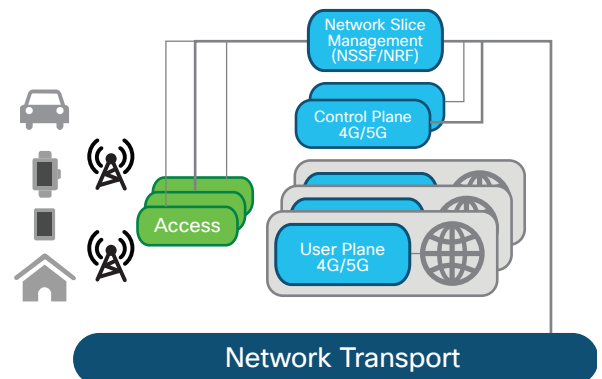 Network Slice
Management
(NSSF/NRF)
Control Plane
4G/5G
Access
User Plane
4G/5G
Network Transport